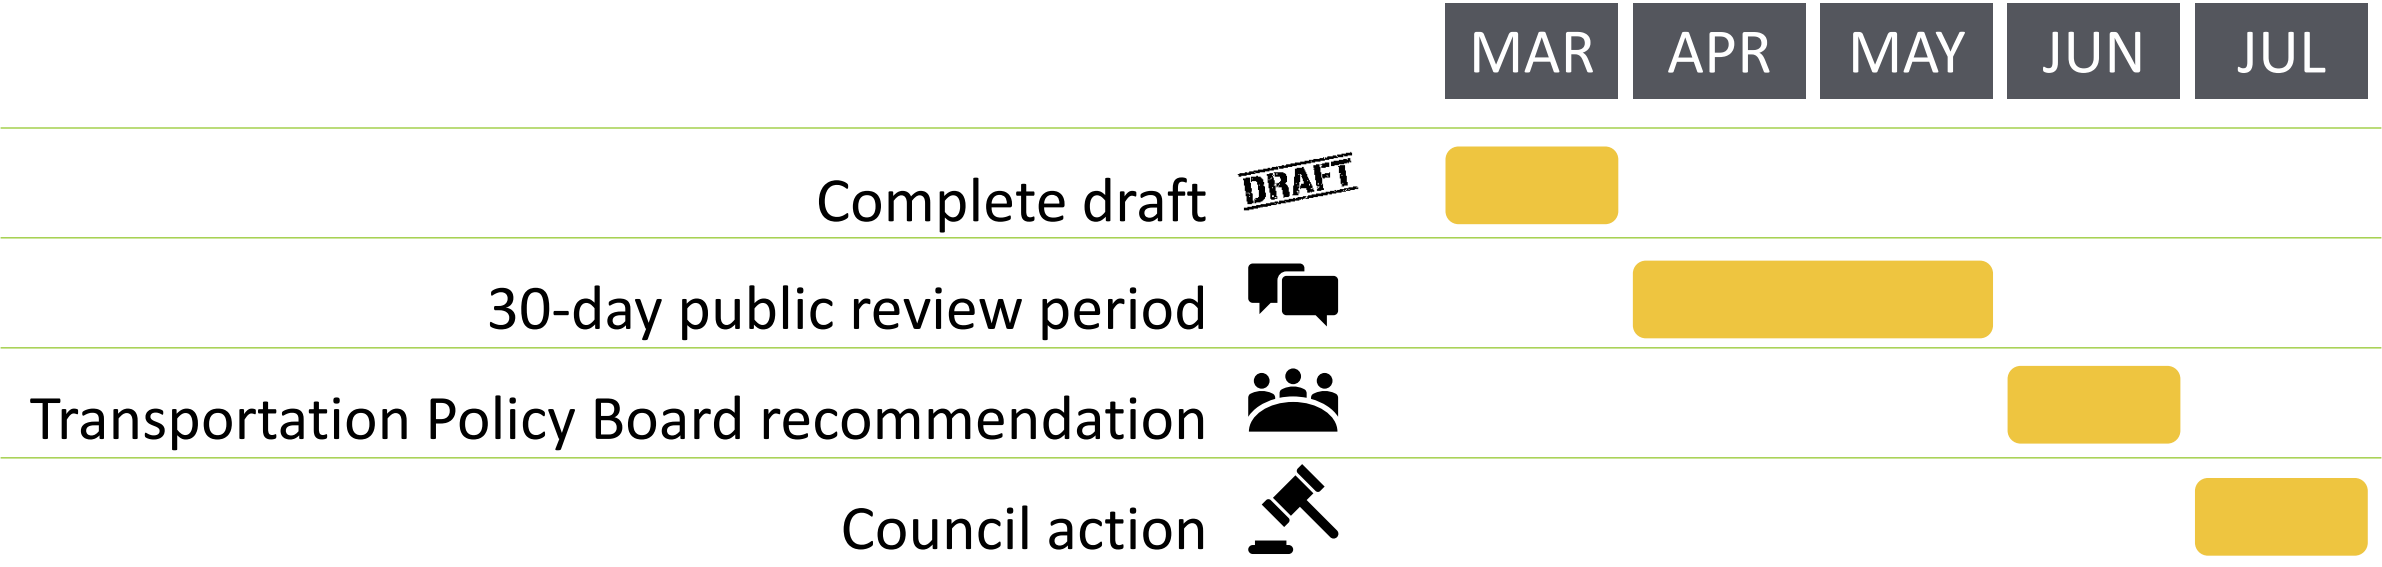 MAR APR MAY JUN JUL
Complete draft DRAFT
30-day public review period
Transportation Policy Board recommendation
Council action